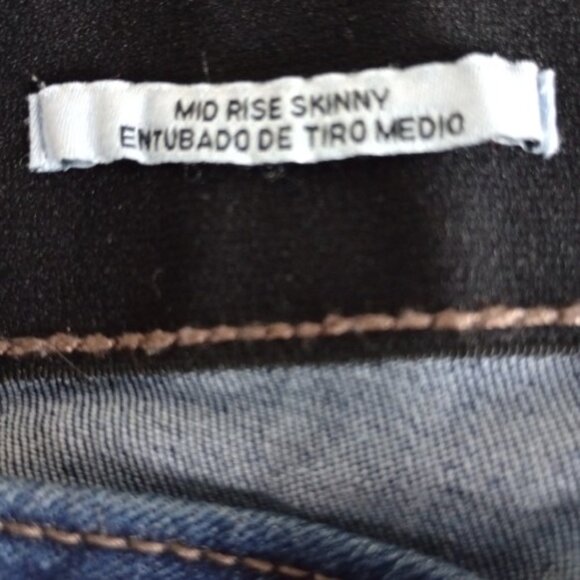 MID RISE SKINNY
ENTUBADO DE TIRO MEDIO